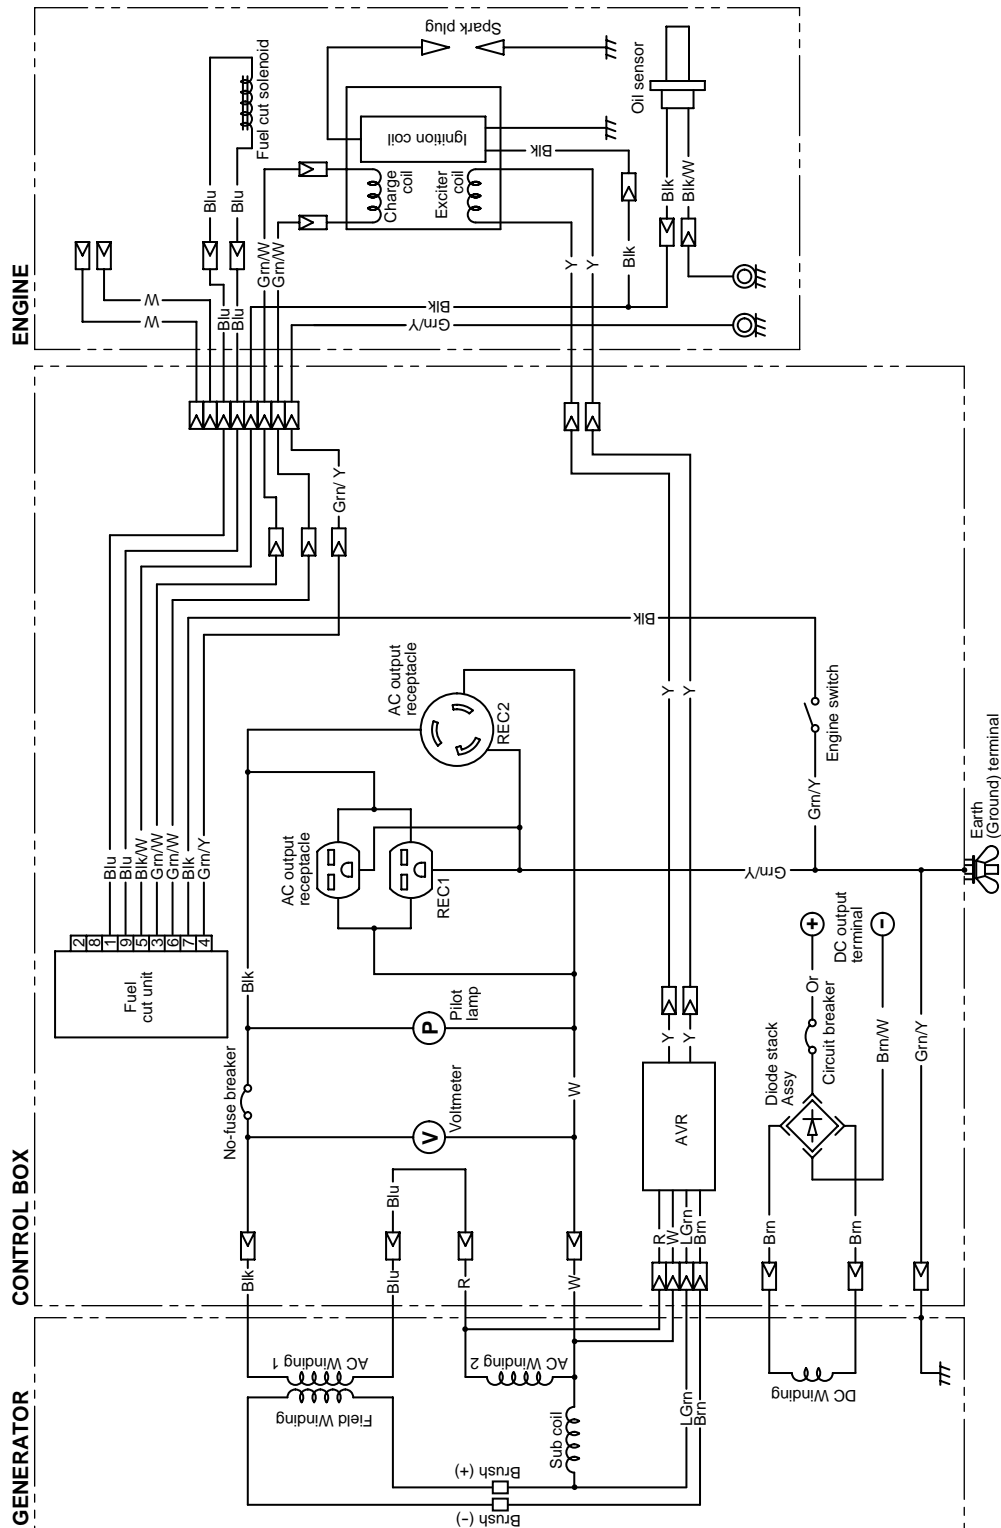 ENGINE
Spark plug
Fuel cut solenoid
Oil sensor
Ignition coil
Charge
coil
Exciter
coil
Blu
Blu
Grn/W
Grn/W
Blk
Blk
Blk/W
W
W
Blu
Blu
Y
Y
Blk
Blk
Grn/Y
CONTROL BOX
Grn/ Y
Blk
Y
Y
AC output
receptacle
REC2
Engine switch
Grn/Y
Earth
(Ground) terminal
Blu
Blu
Blk/W
Grn/W
Grn/W
Blk
Grn/Y
AC output
receptacle
REC1
Grn/Y
2
8
1
9
5
3
6
7
4
Fuel
cut unit
Blk
Pilot
lamp
P
W
Y
Y
+
-
DC output
terminal
Or
Circuit breaker
Brn/W
Grn/Y
No-fuse breaker
V
Voltmeter
AVR
Diode stack
Assy
Blu
R
W
LGrn
Brn
Brn
Brn
Blk
Blu
R
W
GENERATOR
AC Winding 1
Field Winding
AC Winding 2
Sub coil
LGrn
Brn
DC Winding
Brush (+)
Brush (-)